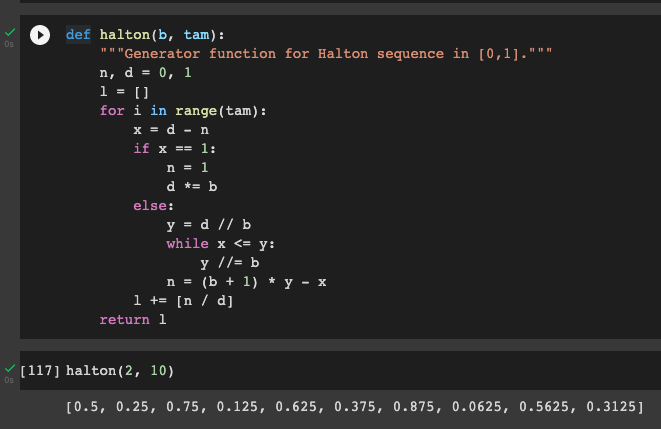 0s
def halton(b, tam):
"""Generator function for Halton sequence in [0,1]."""
n, d = 0, 1
l = []
for i in range(tam):
x = d - n
if x == 1:
n = 1
d *= b
else:
y = d // b
while x <= y:
y //= b
n = (b + 1) * y - x
l += [n / d]
return l
0s
[117] halton(2, 10)
[0.5, 0.25, 0.75, 0.125, 0.625, 0.375, 0.875, 0.0625, 0.5625, 0.3125]